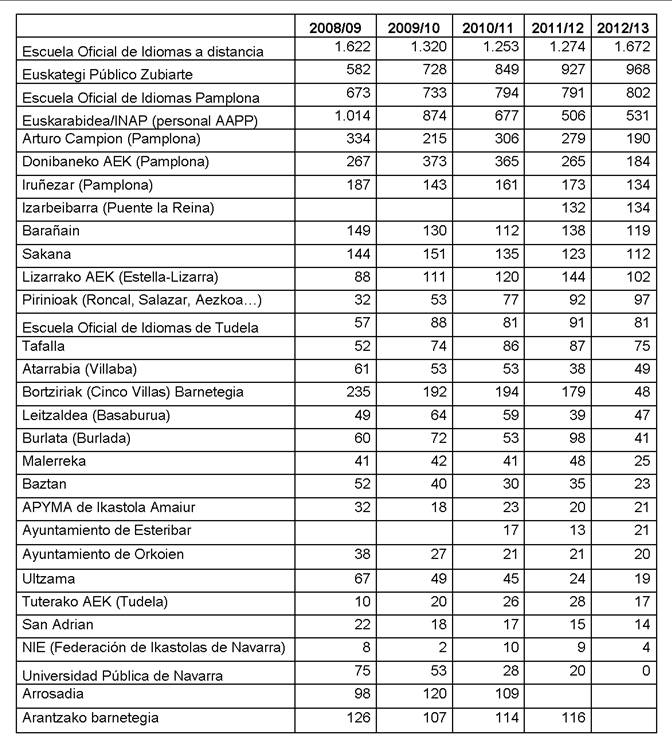 2008/09 2009/10 2010/11 2011/12 2012/13
Escuela Oficial de Idiomas a distancia 1.622 1.320 1.253 1.274 1.672
Euskategi Público Zubiarte 582 728 849 927 968
Escuela Oficial de Idiomas Pamplona 673 733 794 791 802
Euskarabidea/INAP (personal AAPP) 1.014 874 677 506 531
Arturo Campion (Pamplona) 334 215 306 279 190
Donibaneko AEK (Pamplona) 267 373 365 265 184
Iruñezar (Pamplona) 187 143 161 173 134
Izarbeibarra (Puente la Reina) 132 134
Barañain 149 130 112 138 119
Sakana 144 151 135 123 112
Lizarrako AEK (Estella-Lizarra) 88 111 120 144 102
Pirinioak (Roncal, Salazar, Aezkoa…) 32 53 77 92 97
Escuela Oficial de Idiomas de Tudela 57 88 81 91 81
Tafalla 52 74 86 87 75
Atarrabia (Villaba) 61 53 53 38 49
Bortziriak (Cinco Villas) Barnetegia 235 192 194 179 48
Leitzaldea (Basaburua) 49 64 59 39 47
Burlata (Burlada) 60 72 53 98 41
Malerreka 41 42 41 48 25
Baztan 52 40 30 35 23
APYMA de Ikastola Amaiur 32 18 23 20 21
Ayuntamiento de Esteribar 17 13 21
Ayuntamiento de Orkoien 38 27 21 21 20
Ultzama 67 49 45 24 19
Tuterako AEK (Tudela) 10 20 26 28 17
San Adrian 22 18 17 15 14
NIE (Federación de Ikastolas de Navarra) 8 2 10 9 4
Universidad Pública de Navarra 75 53 28 20 0
Arrosadia 98 120 109
Arantzako barnetegia 126 107 114 116